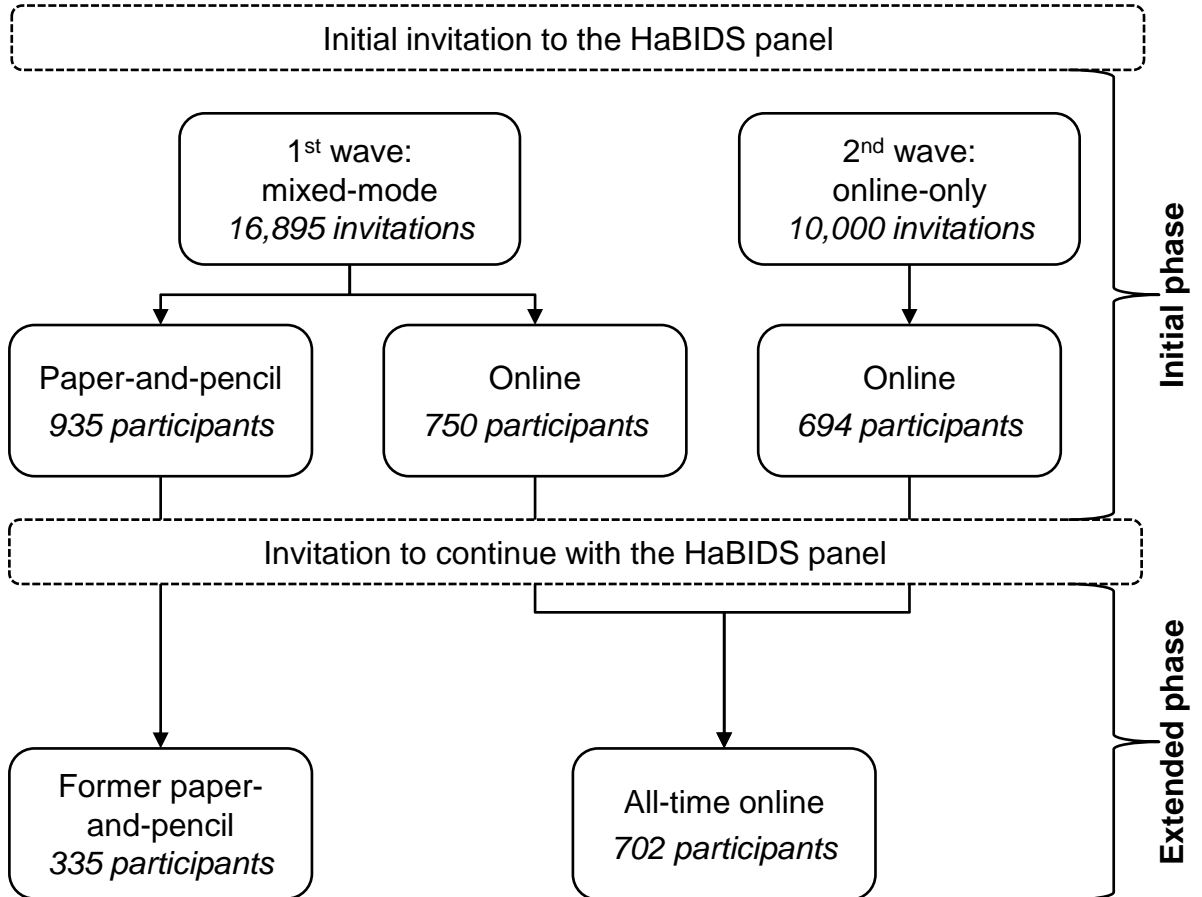 Initial invitation to the HaBIDS panel
1st wave:
mixed-mode
16,895 invitations
2nd wave:
online-only
10,000 invitations
Paper-and-pencil
935 participants
Online
750 participants
Online
694 participants
Initial phase
Invitation to continue with the HaBIDS panel
Former paper-
and-pencil
335 participants
All-time online
702 participants
Extended phase